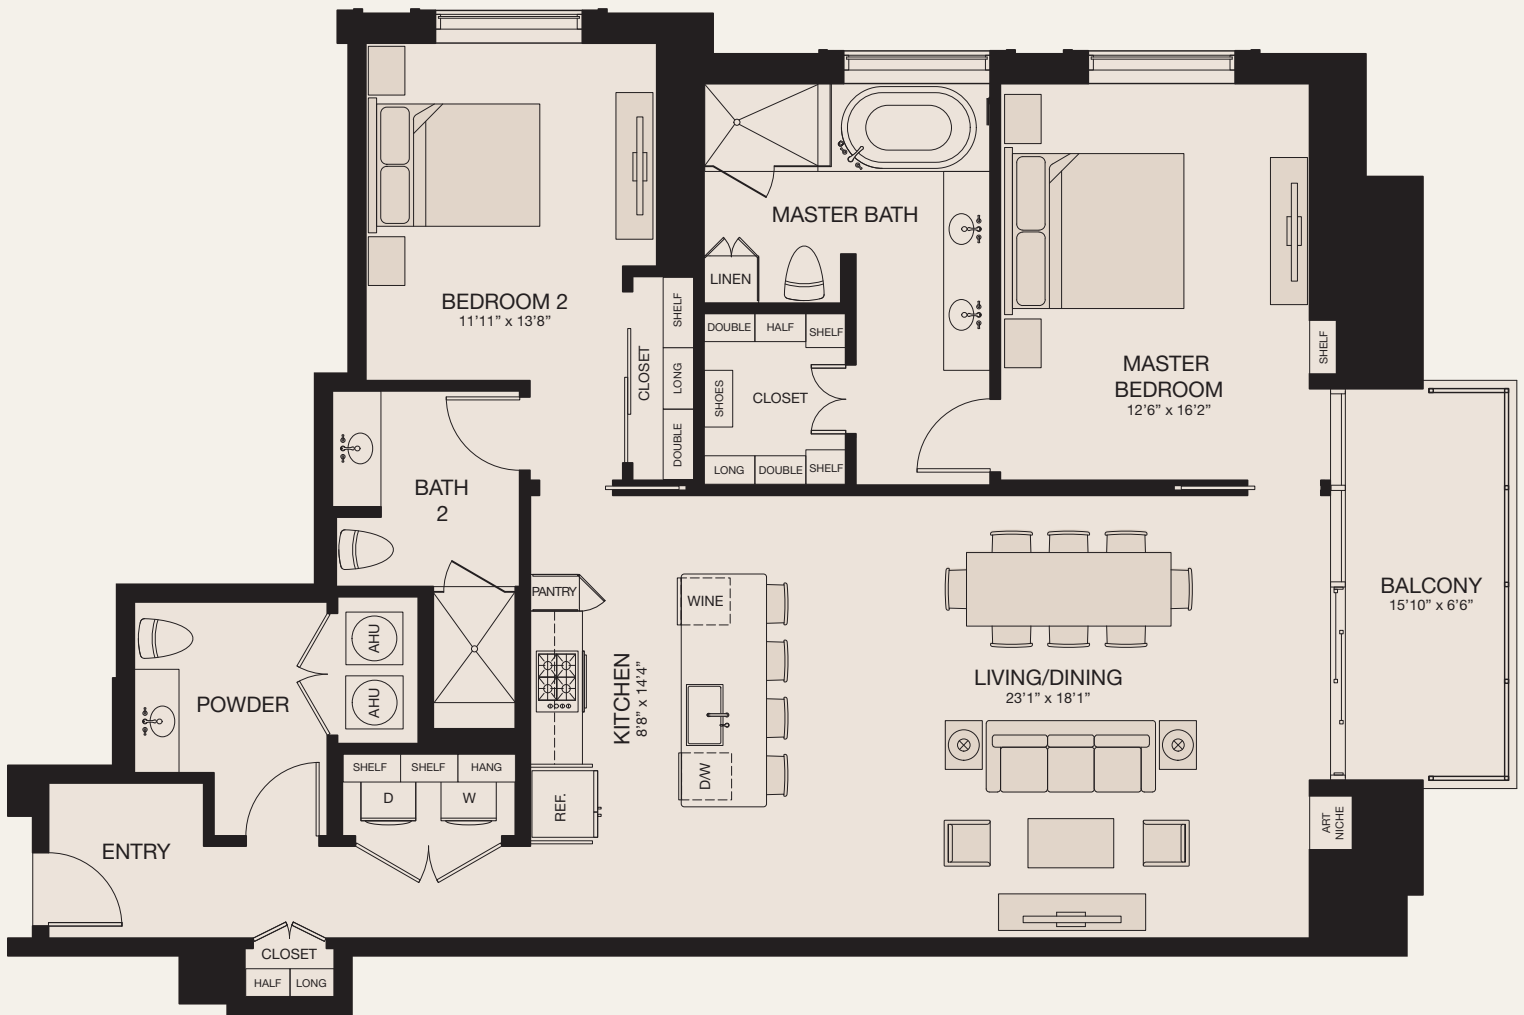 BEDROOM 2
11'11" x 13'8"
SHELF
LONG
DOUBLE
CLOSET
MASTER BATH
LINEN
DOUBLE
HALF
SHELF
SHOES
CLOSET
LONG
DOUBLE
SHELF
MASTER
BEDROOM
12'6" x 16'2"
SHELF
BATH
2
BALCONY
15'10" x 6'6"
PANTRY
WINE
KITCHEN
8'8" x 14'4"
D/W
REF.
LIVING/DINING
23'1" x 18'1"
AHU
AHU
POWDER
SHELF
SHELF
HANG
D
W
ENTRY
ART
NICHE
CLOSET
HALF
LONG